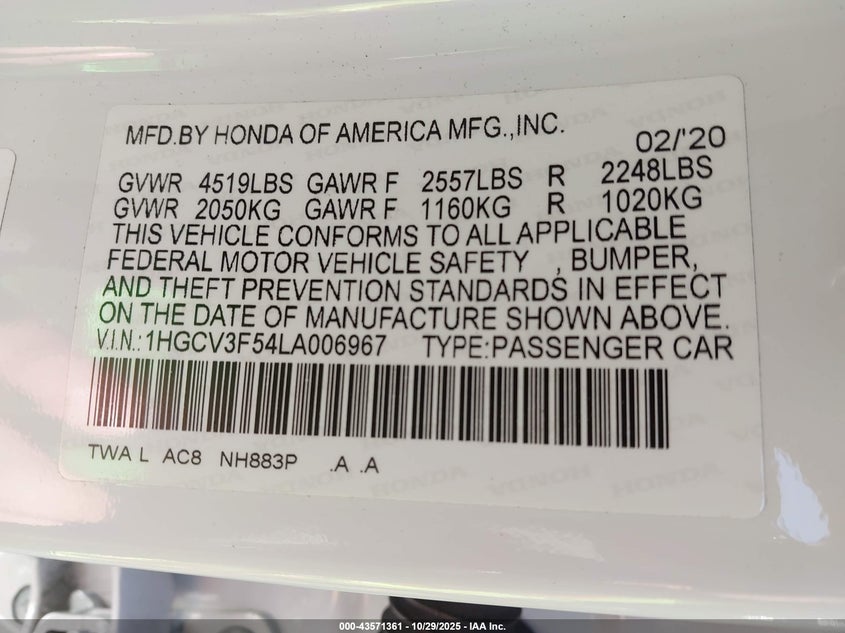 MFD.BY HONDA OF AMERICA MFG.,INC. 02/'20
GVWR 4519LBS GAWR F 2557LBS R 2248LBS
GVWR 2050KG GAWR F 1160KG R 1020KG
THIS VEHICLE CONFORMS TO ALL APPLICABLE
FEDERAL MOTOR VEHICLE SAFETY , BUMPER,
AND THEFT PREVENTION STANDARDS IN EFFECT
ON THE DATE OF MANUFACTURE SHOWN ABOVE.
V.I.N.:1HGCV3F54LA006967 TYPE:PASSENGER CAR
TWA L AC8 NH883P .A .A
000-43571361 - 10/29/2025 - IAA Inc.